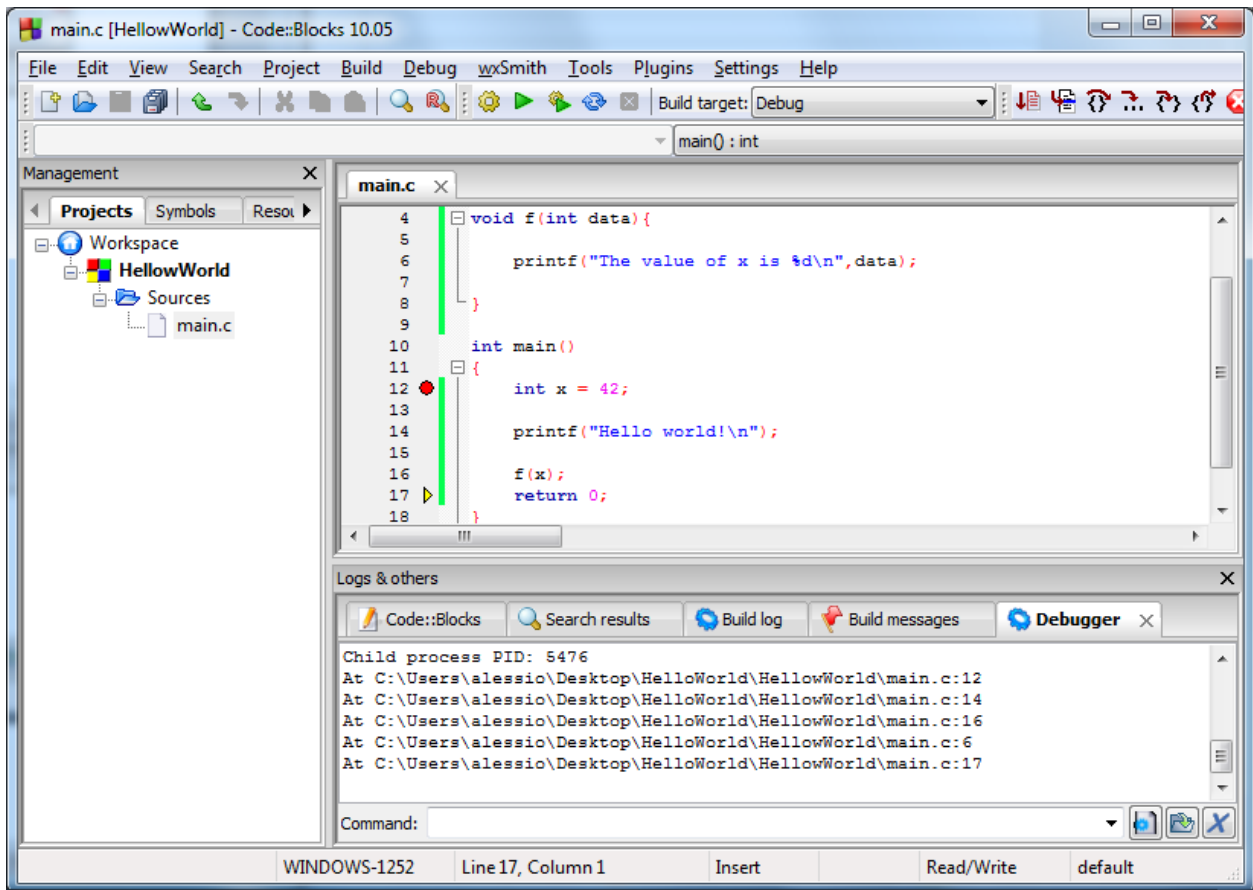 main.c [HellowWorld] - Code::Blocks 10.05
File Edit View Search Project Build Debug wxSmith Tools Plugins Settings Help
Build target: Debug
main() : int
Management
Projects Symbols Resou
Workspace
HellowWorld
Sources
main.c
main.c
4 void f(int data){
5
6 printf("The value of x is %d\n",data);
7
8 }
9
10 int main()
11 {
12 int x = 42;
13
14 printf("Hello world!\n");
15
16 f(x);
17 return 0;
18 }
Logs & others
Code::Blocks Search results Build log Build messages Debugger
Child process PID: 5476
At C:\Users\alessio\Desktop\HelloWorld\HellowWorld\main.c:12
At C:\Users\alessio\Desktop\HelloWorld\HellowWorld\main.c:14
At C:\Users\alessio\Desktop\HelloWorld\HellowWorld\main.c:16
At C:\Users\alessio\Desktop\HelloWorld\HellowWorld\main.c:6
At C:\Users\alessio\Desktop\HelloWorld\HellowWorld\main.c:17
Command:
WINDOWS-1252 Line 17, Column 1 Insert Read/Write default